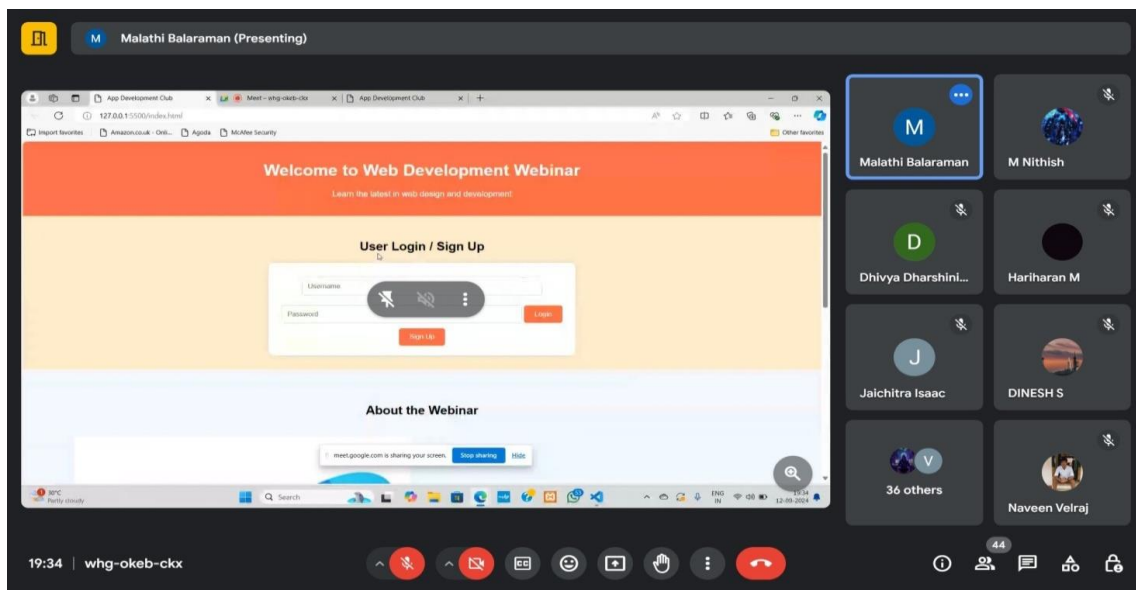 M Malathi Balaraman (Presenting)
App Development Club
Meet - whg-okeb-ckx
App Development Club
127.0.0.1:5500/index.html
Import favorites
Amazon.co.uk - Onli...
Agoda
McAfee Security
Other favorites
Welcome to Web Development Webinar
Learn the latest in web design and development
User Login / Sign Up
Username
Password
Login
Sign Up
About the Webinar
meet.google.com is sharing your screen.
Stop sharing
Hide
30°C
Partly cloudy
Search
ENG
IN
19:34
12-09-2024
M
Malathi Balaraman
M Nithish
D
Dhivya Dharshini...
Hariharan M
J
Jaichitra Isaac
DINESH S
V
36 others
Naveen Velraj
19:34 | whg-okeb-ckx
CC
44